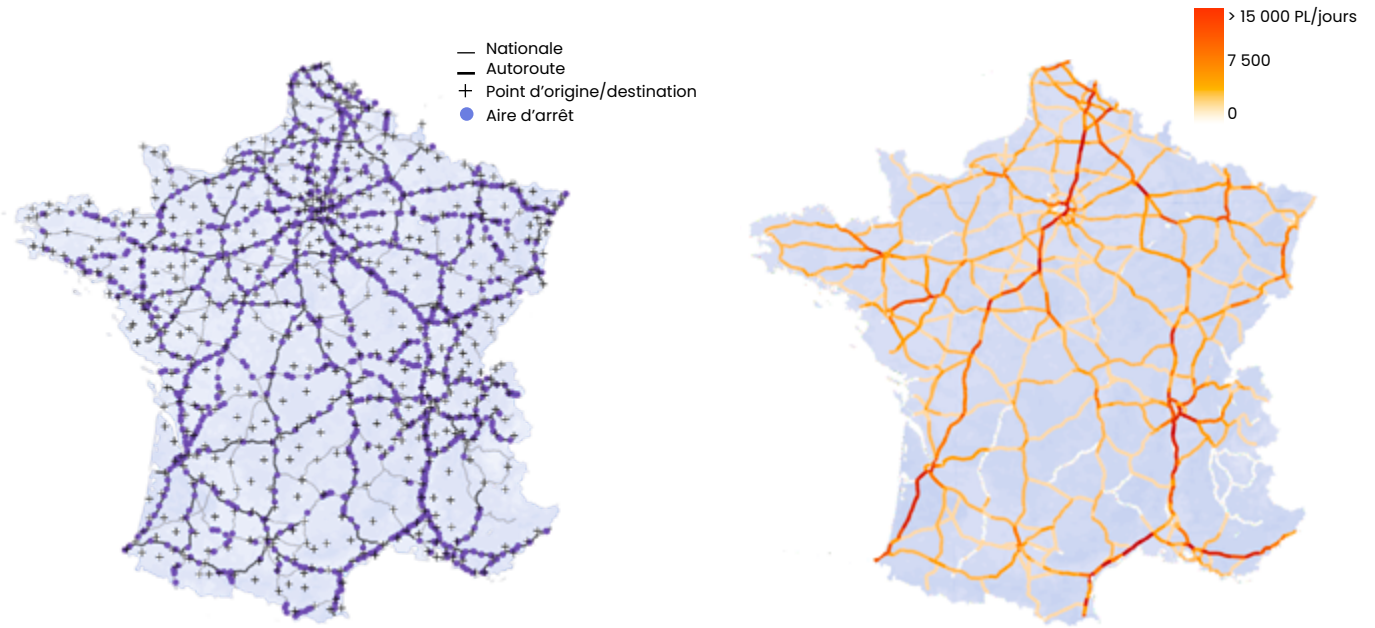 Nationale
Autoroute
Point d'origine/destination
Aire d'arrêt
> 15 000 PL/jours
7 500
0